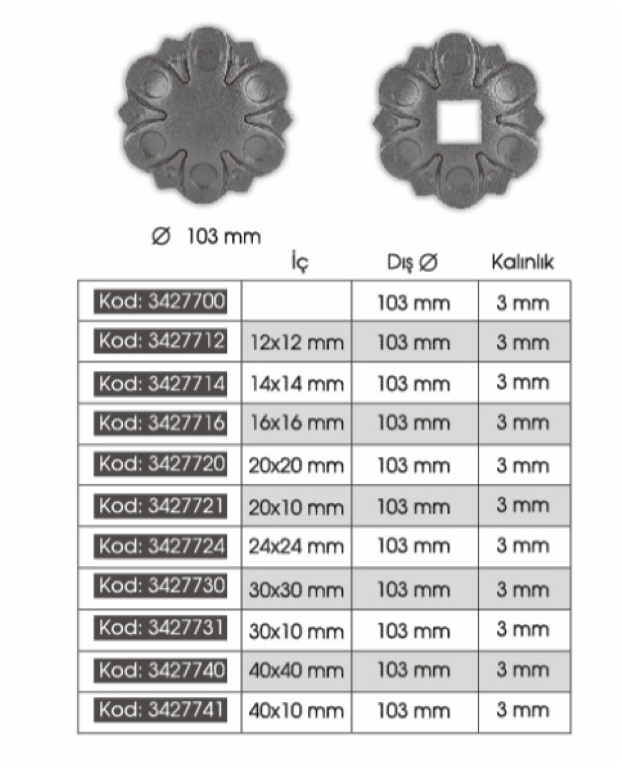 Ø 103 mm
İç Dış Ø Kalınlık
Kod: 3427700 103 mm 3 mm
Kod: 3427712 12x12 mm 103 mm 3 mm
Kod: 3427714 14x14 mm 103 mm 3 mm
Kod: 3427716 16x16 mm 103 mm 3 mm
Kod: 3427720 20x20 mm 103 mm 3 mm
Kod: 3427721 20x10 mm 103 mm 3 mm
Kod: 3427724 24x24 mm 103 mm 3 mm
Kod: 3427730 30x30 mm 103 mm 3 mm
Kod: 3427731 30x10 mm 103 mm 3 mm
Kod: 3427740 40x40 mm 103 mm 3 mm
Kod: 3427741 40x10 mm 103 mm 3 mm